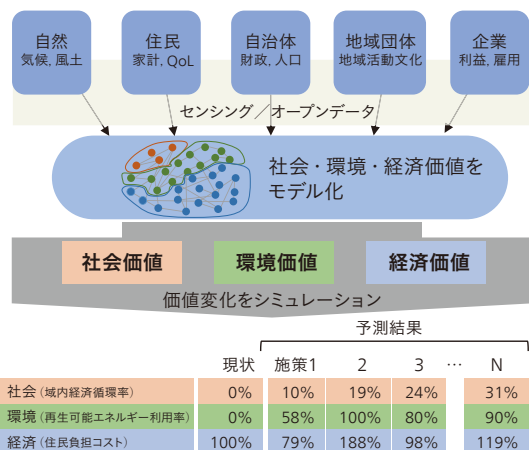 自然
気候, 風土
住民
家計, QoL
自治体
財政, 人口
地域団体
地域活動文化
企業
利益, 雇用
センシング／オープンデータ
社会・環境・経済価値を
モデル化
社会価値 環境価値 経済価値
価値変化をシミュレーション
予測結果
現状 施策1 2 3 … N
社会(域内経済循環率) 0% 10% 19% 24% 31%
環境(再生可能エネルギー利用率) 0% 58% 100% 80% 90%
経済(住民負担コスト) 100% 79% 188% 98% 119%